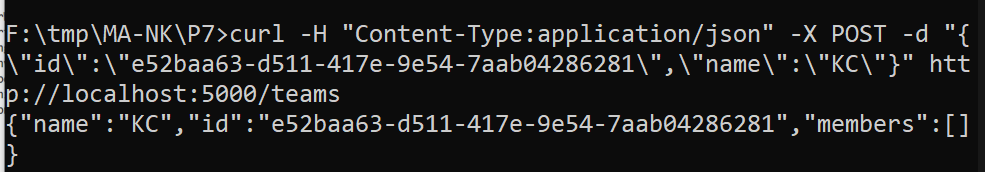 F:\tmp\MA-NK\P7>curl -H "Content-Type:application/json" -X POST -d "{
\"id\":\"e52baa63-d511-417e-9e54-7aab04286281\",\"name\":\"KC\"}" htt
p://localhost:5000/teams
{"name":"KC","id":"e52baa63-d511-417e-9e54-7aab04286281","members":[]
}